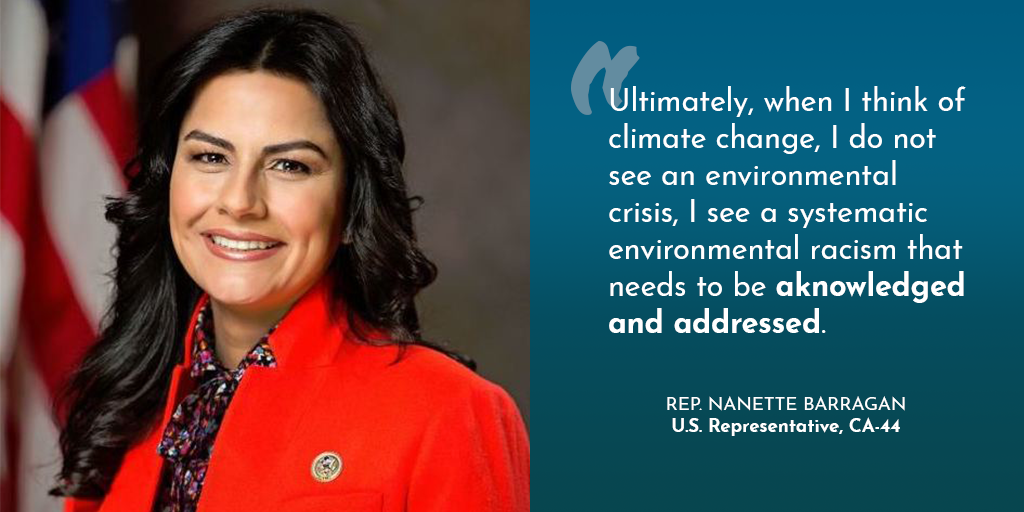 Ultimately, when I think of
climate change, I do not
see an environmental
crisis, I see a systematic
environmental racism that
needs to be aknowledged
and addressed.
REP. NANETTE BARRAGAN
U.S. Representative, CA-44